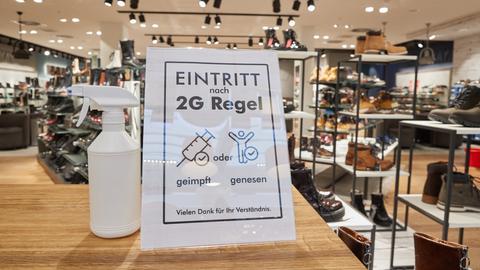 EINTRITT
nach
2G Regel
oder
geimpft genesen
Vielen Dank für Ihr Verständnis.